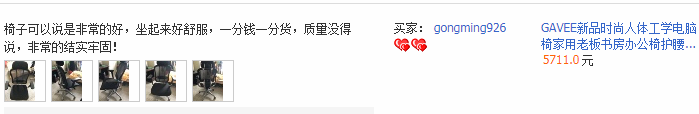 椅子可以说是非常的好，坐起来好舒服，一分钱一分货，质量没得
说，非常的结实牢固！
买家： gongming926
GAVEE新品时尚人体工学电脑
椅家用老板书房办公椅护腰...
5711.0 元